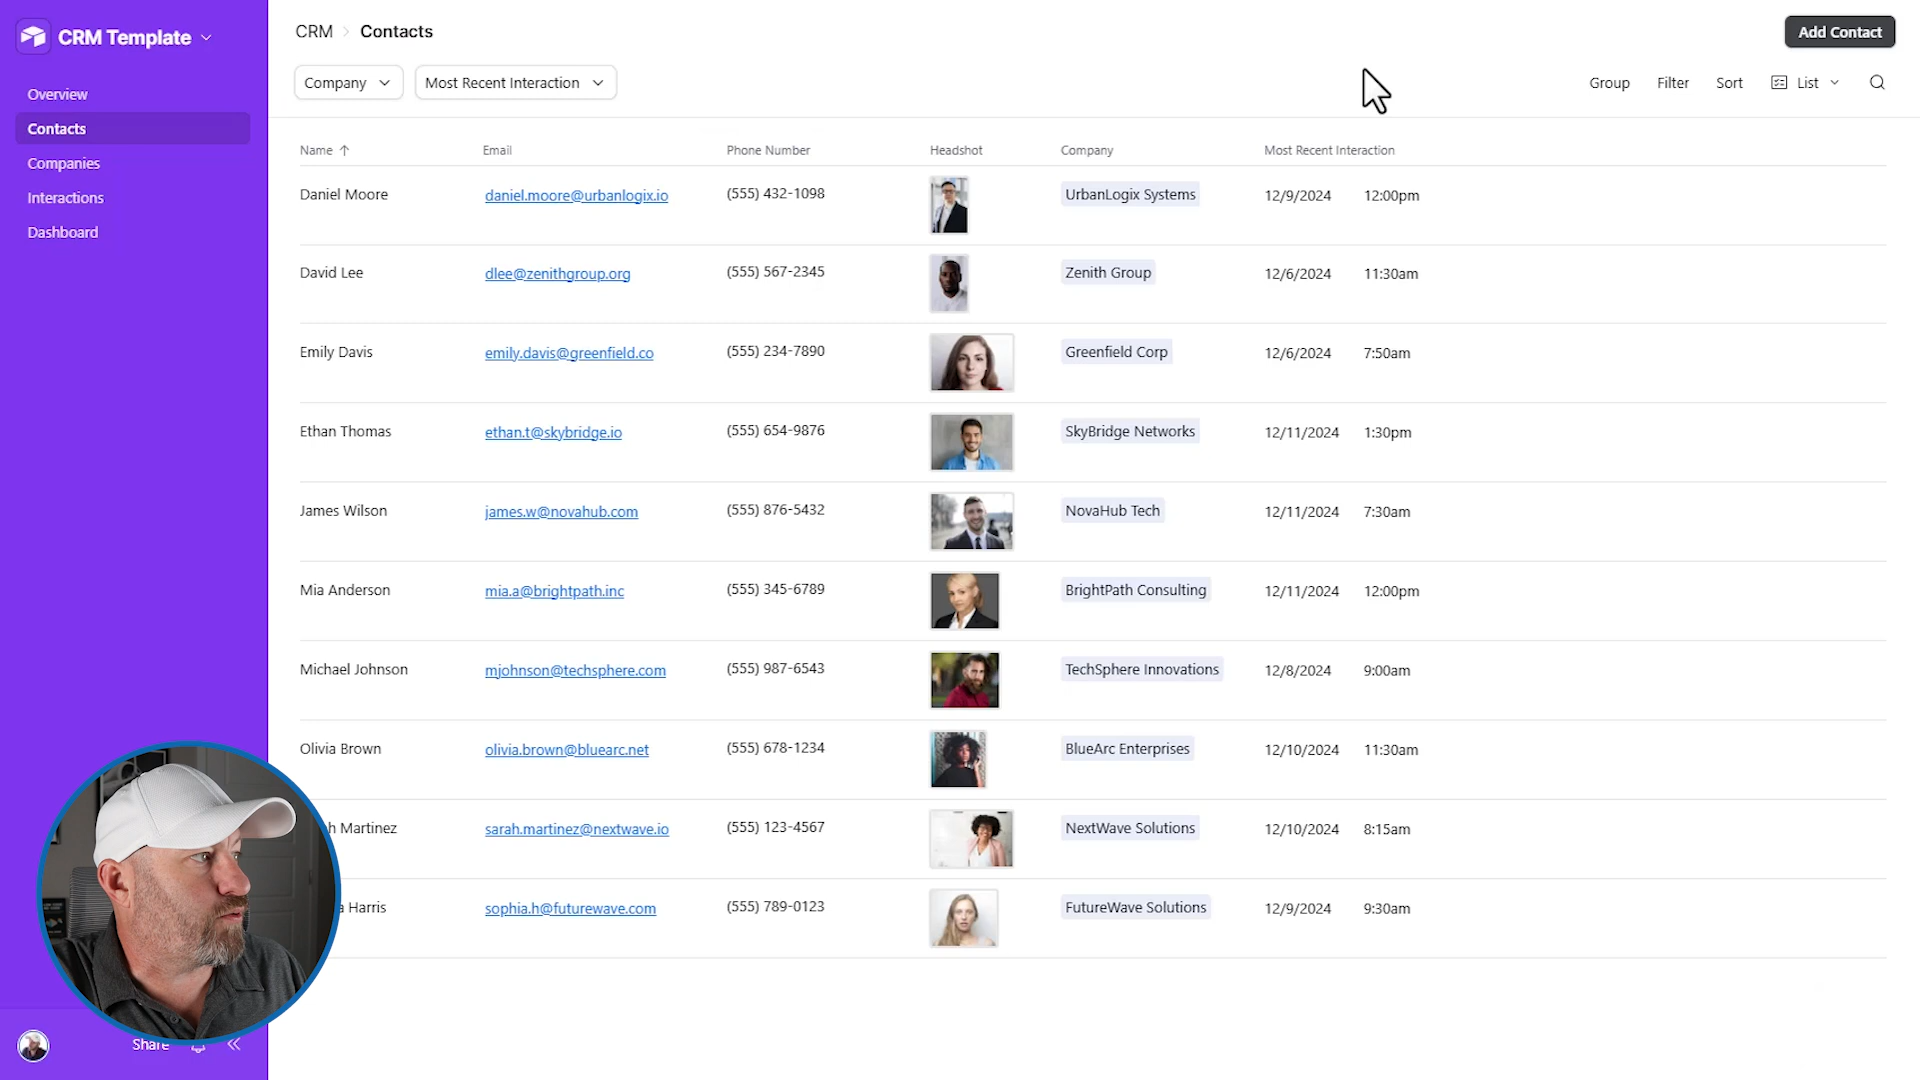 CRM Template
Overview
Contacts
Companies
Interactions
Dashboard
Share
CRM > Contacts
Add Contact
Company
Most Recent Interaction
Group
Filter
Sort
List
Name ↑ Email Phone Number Headshot Company Most Recent Interaction
Daniel Moore daniel.moore@urbanlogix.io (555) 432-1098 UrbanLogix Systems 12/9/2024 12:00pm
David Lee dlee@zenithgroup.org (555) 567-2345 Zenith Group 12/6/2024 11:30am
Emily Davis emily.davis@greenfield.co (555) 234-7890 Greenfield Corp 12/6/2024 7:50am
Ethan Thomas ethan.t@skybridge.io (555) 654-9876 SkyBridge Networks 12/11/2024 1:30pm
James Wilson james.w@novahub.com (555) 876-5432 NovaHub Tech 12/11/2024 7:30am
Mia Anderson mia.a@brightpath.inc (555) 345-6789 BrightPath Consulting 12/11/2024 12:00pm
Michael Johnson mjohnson@techsphere.com (555) 987-6543 TechSphere Innovations 12/8/2024 9:00am
Olivia Brown olivia.brown@bluearc.net (555) 678-1234 BlueArc Enterprises 12/10/2024 11:30am
Martinez sarah.martinez@nextwave.io (555) 123-4567 NextWave Solutions 12/10/2024 8:15am
Harris sophia.h@futurewave.com (555) 789-0123 FutureWave Solutions 12/9/2024 9:30am